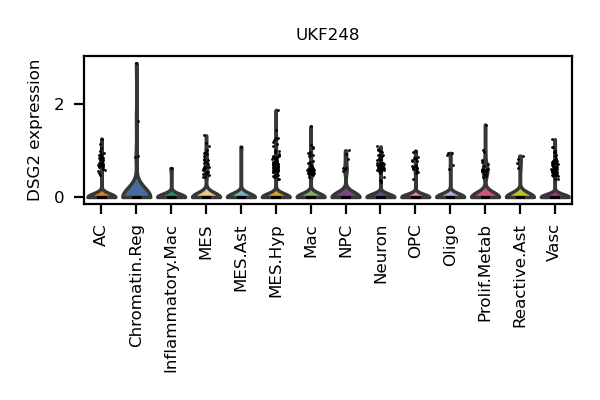 UKF248
DSG2 expression
2
0
AC
Chromatin.Reg
Inflammatory.Mac
MES
MES.Ast
MES.Hyp
Mac
NPC
Neuron
OPC
Oligo
Prolif.Metab
Reactive.Ast
Vasc